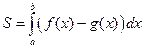 S = ∫ₐᵇ (f(x) − g(x))dx